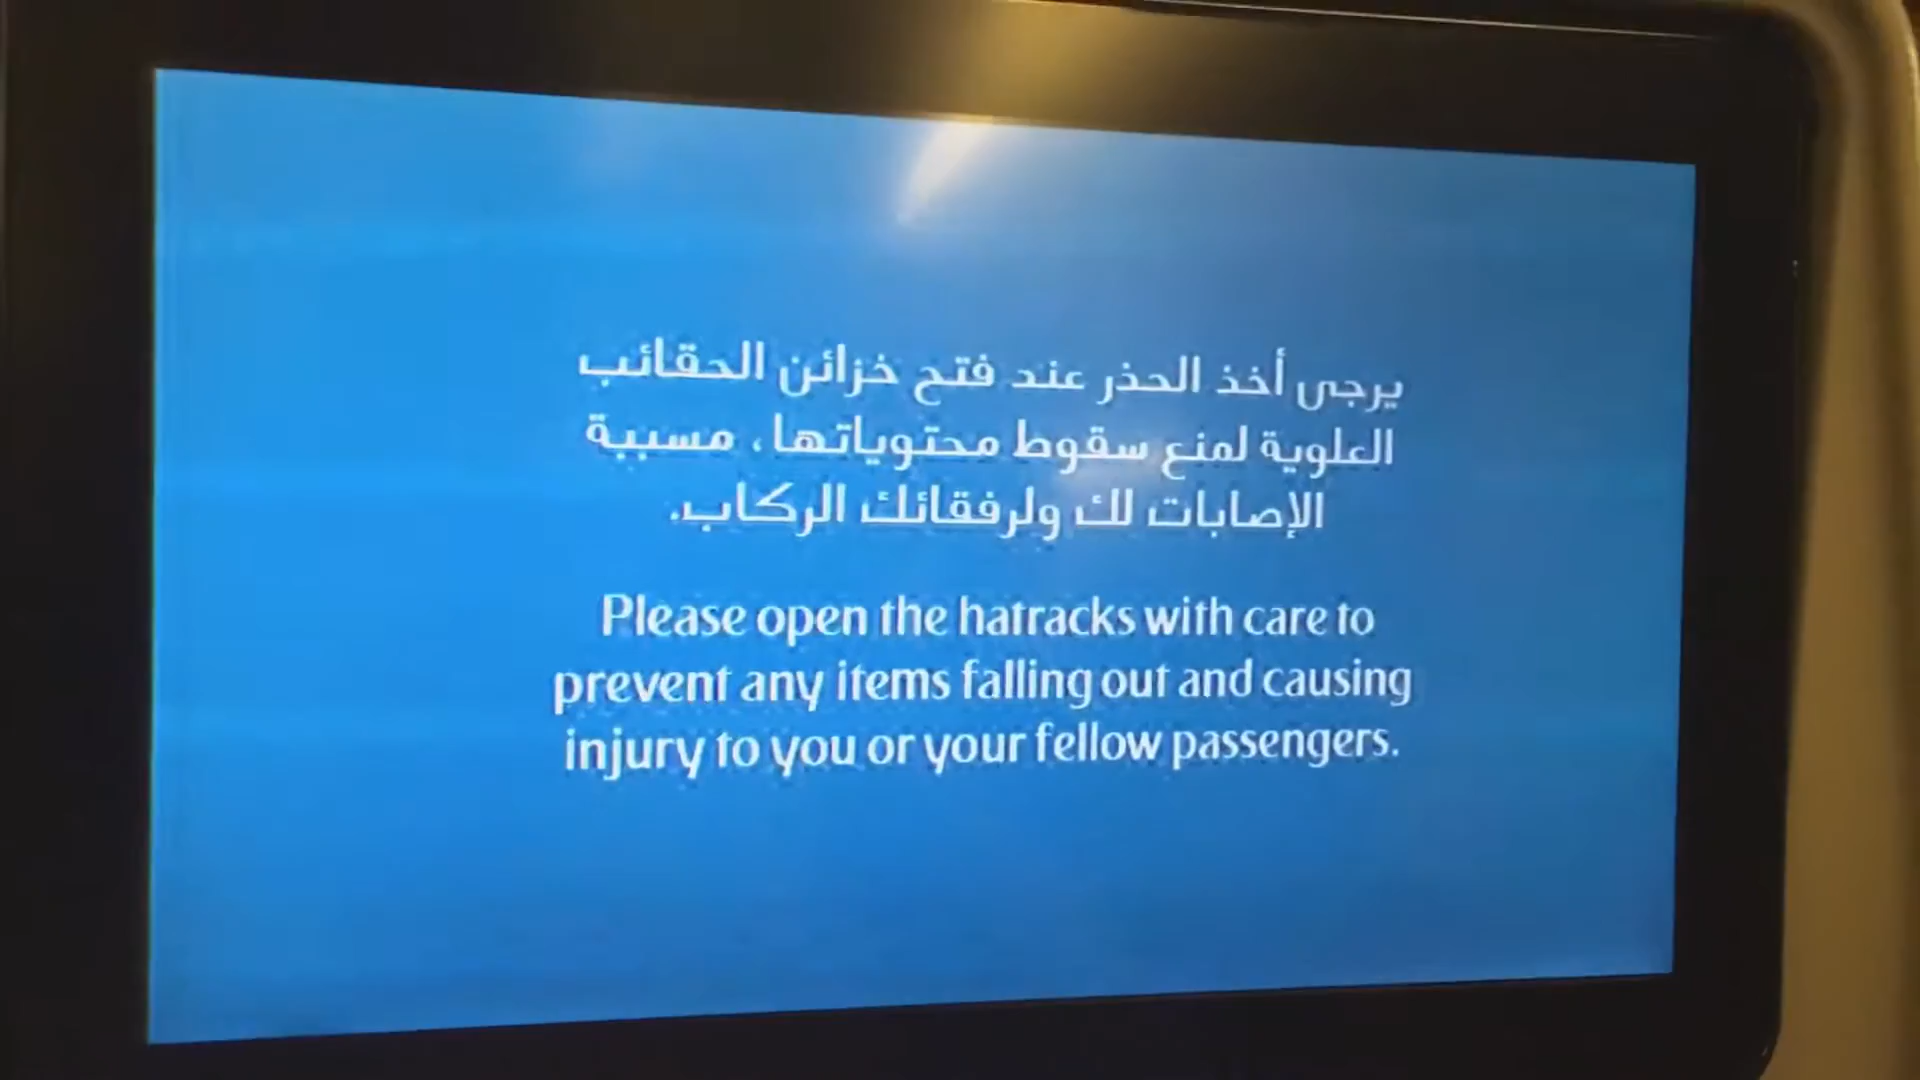 يرجى أخذ الحذر عند فتح خزائن الحقائب
العلوية لمنع سقوط محتوياتها، مسببة
الإصابات لك ولرفقائك الركاب.
Please open the hatracks with care to
prevent any items falling out and causing
injury to you or your fellow passengers.